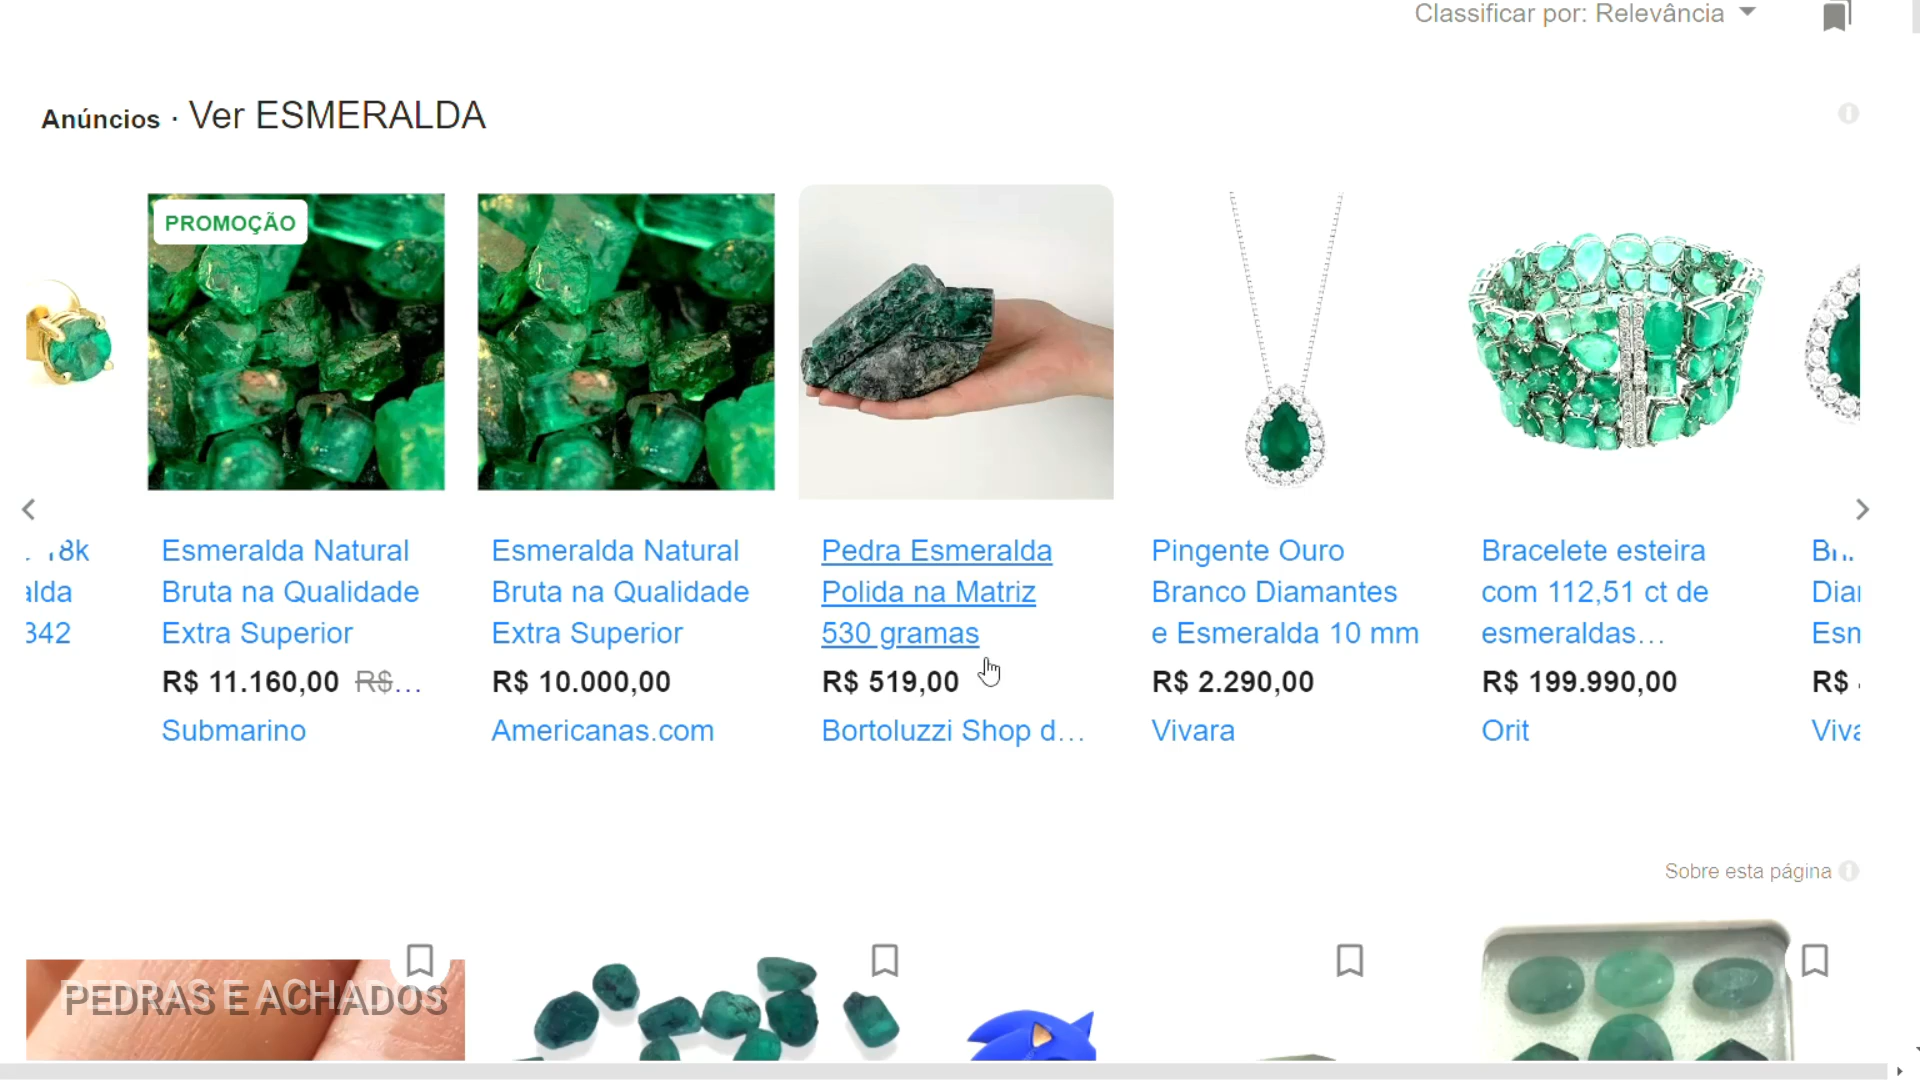 Classificar por: Relevância
Anúncios · Ver ESMERALDA
PROMOÇÃO
18k
alda
342
Esmeralda Natural
Bruta na Qualidade
Extra Superior
R$ 11.160,00 R$...
Submarino
Esmeralda Natural
Bruta na Qualidade
Extra Superior
R$ 10.000,00
Americanas.com
Pedra Esmeralda
Polida na Matriz
530 gramas
R$ 519,00
Bortoluzzi Shop d...
Pingente Ouro
Branco Diamantes
e Esmeralda 10 mm
R$ 2.290,00
Vivara
Bracelete esteira
com 112,51 ct de
esmeraldas...
R$ 199.990,00
Orit
R$
Sobre esta página
PEDRAS E ACHADOS